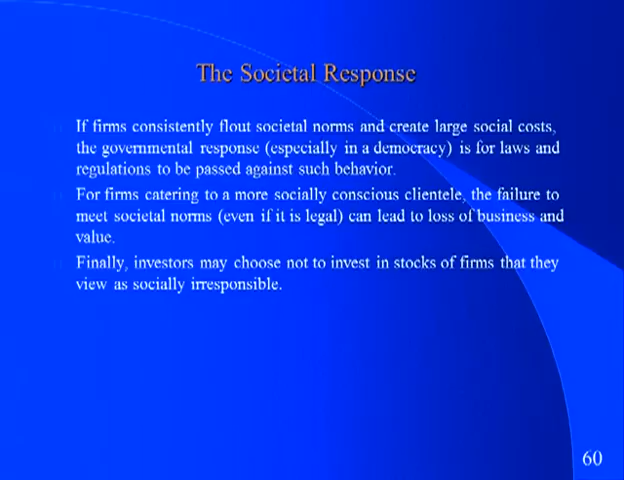 The Societal Response
If firms consistently flout societal norms and create large social costs,
the governmental response (especially in a democracy) is for laws and
regulations to be passed against such behavior.
For firms catering to a more socially conscious clientele, the failure to
meet societal norms (even if it is legal) can lead to loss of business and
value.
Finally, investors may choose not to invest in stocks of firms that they
view as socially irresponsible.
60